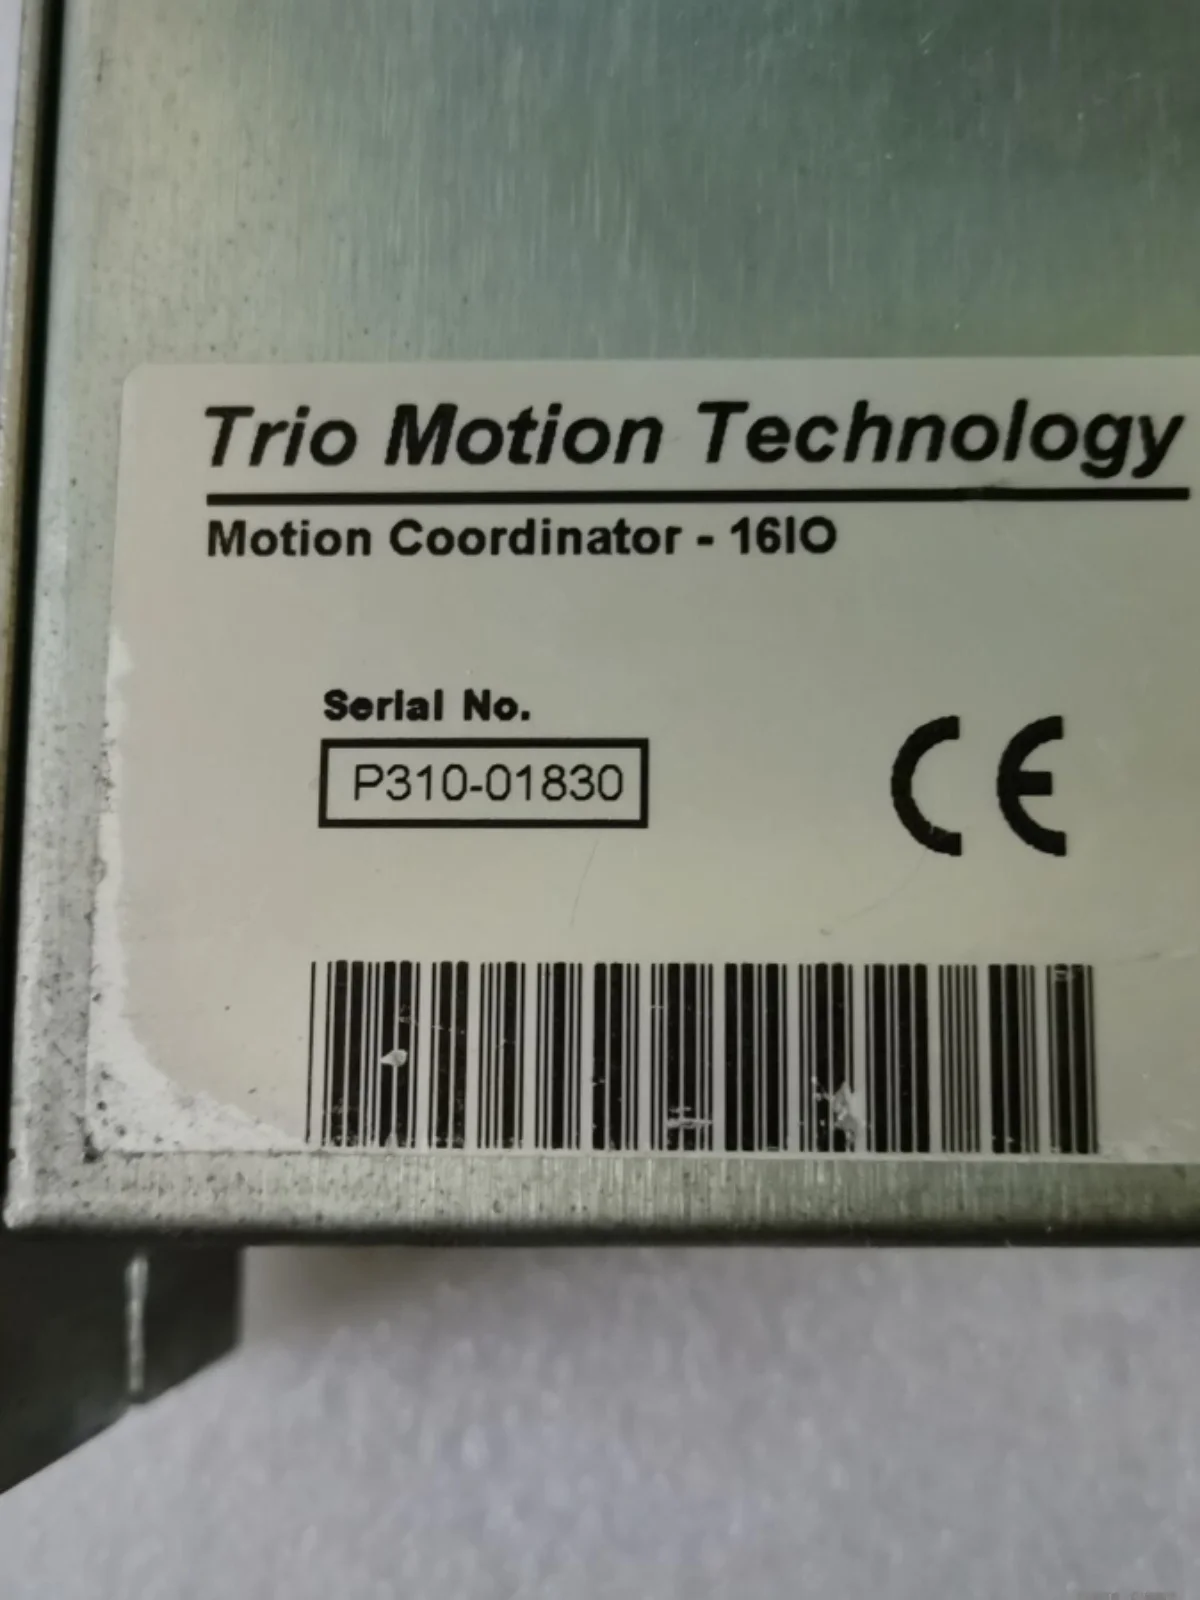 Trio Motion Technology
Motion Coordinator - 16IO
Serial No.
P310-01830
CE